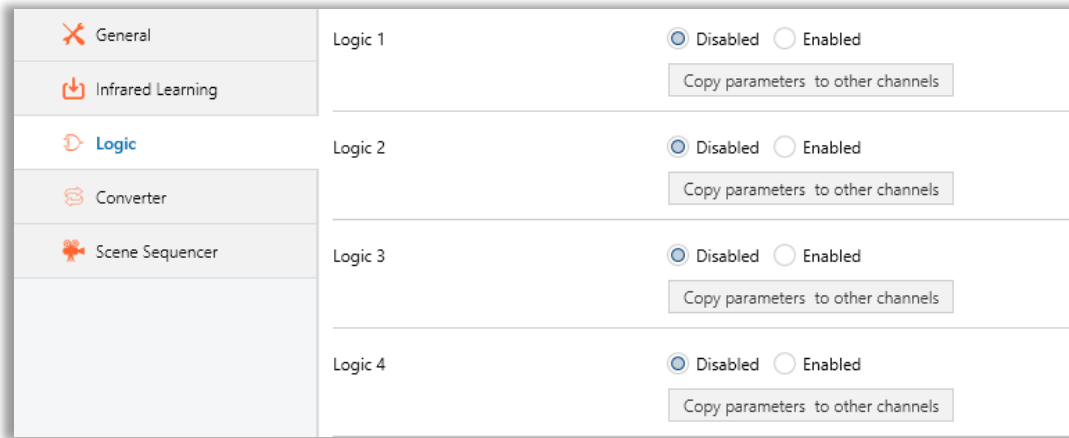 General
Infrared Learning
Logic
Converter
Scene Sequencer
Logic 1
Disabled Enabled
Copy parameters to other channels
Logic 2
Disabled Enabled
Copy parameters to other channels
Logic 3
Disabled Enabled
Copy parameters to other channels
Logic 4
Disabled Enabled
Copy parameters to other channels